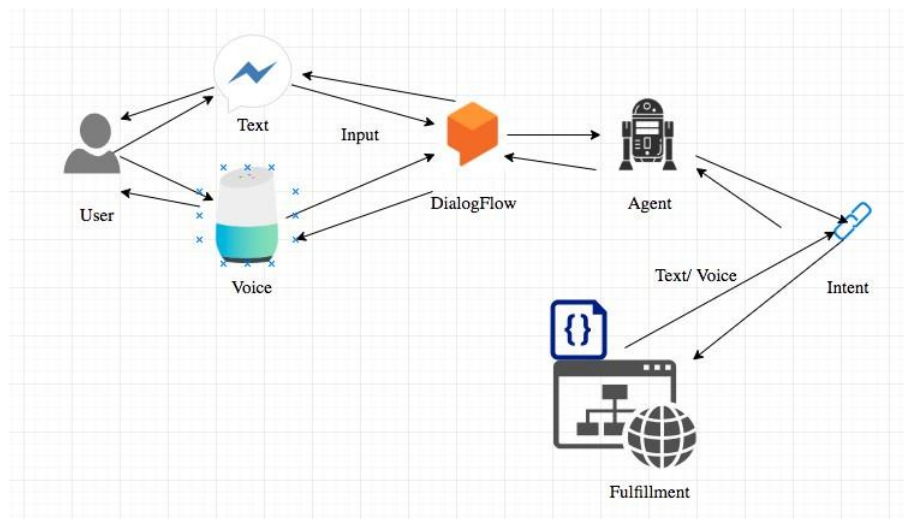 Text
Input
User
DialogFlow
Agent
Voice
Text/ Voice
Intent
{}
Fulfillment